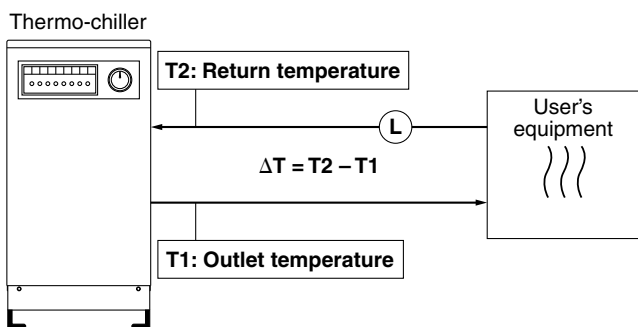 Thermo-chiller
T2: Return temperature
L
User's
equipment
ΔT = T2 – T1
T1: Outlet temperature